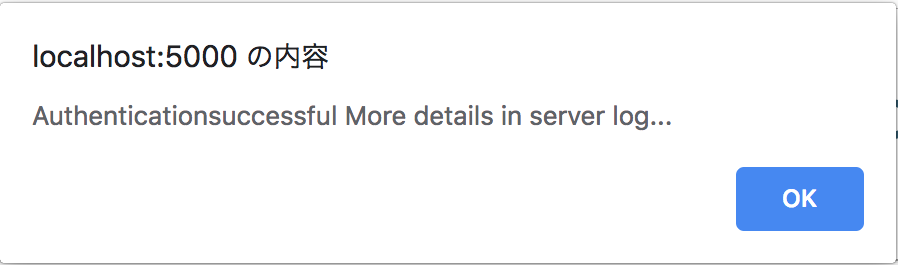 localhost:5000 の内容
Authenticationsuccessful More details in server log...
OK